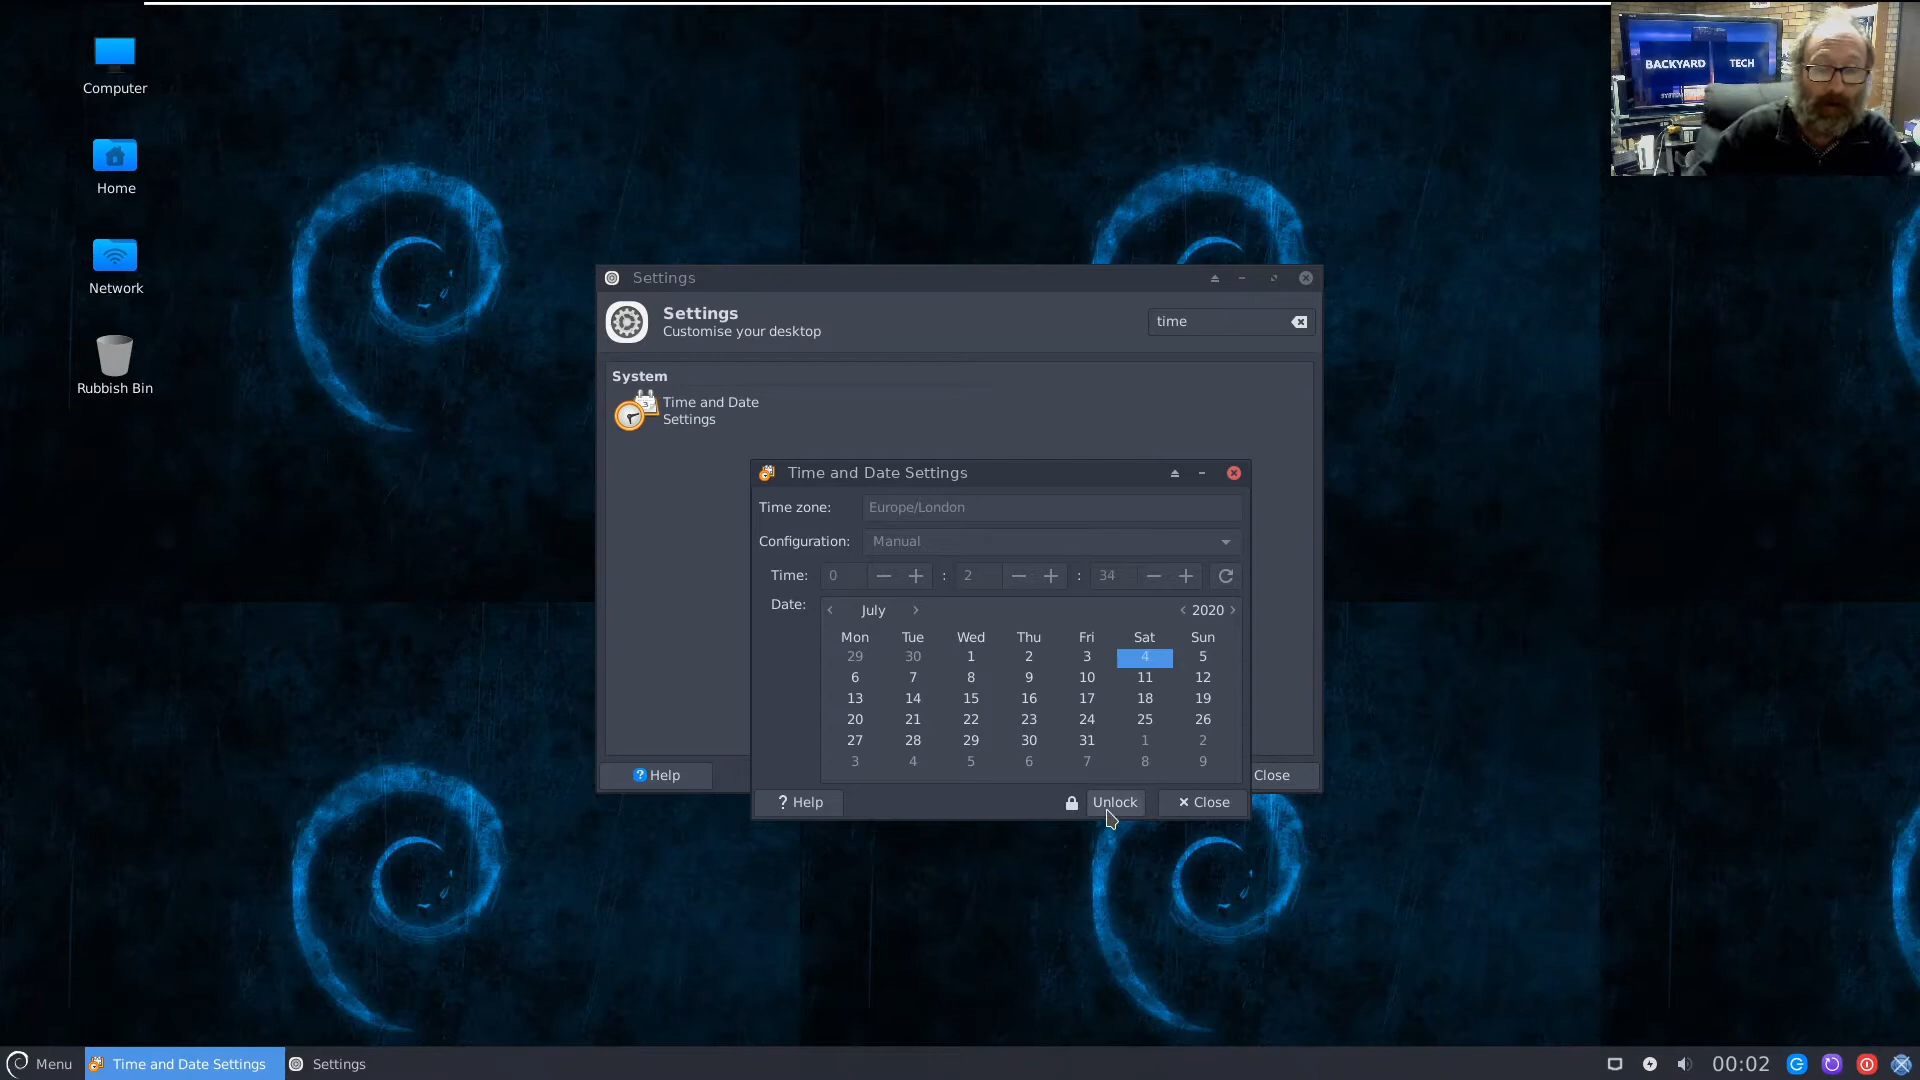 Computer
Home
Network
Rubbish Bin
BACKYARD TECH
Settings
Settings
Customise your desktop
time
System
Time and Date
Settings
Time and Date Settings
Time zone: Europe/London
Configuration: Manual
Time: 0 : 2 : 34
Date: July 2020
Mon Tue Wed Thu Fri Sat Sun
29 30 1 2 3 4 5
6 7 8 9 10 11 12
13 14 15 16 17 18 19
20 21 22 23 24 25 26
27 28 29 30 31 1 2
3 4 5 6 7 8 9
? Help Unlock Close
? Help Close
Menu Time and Date Settings Settings 00:02